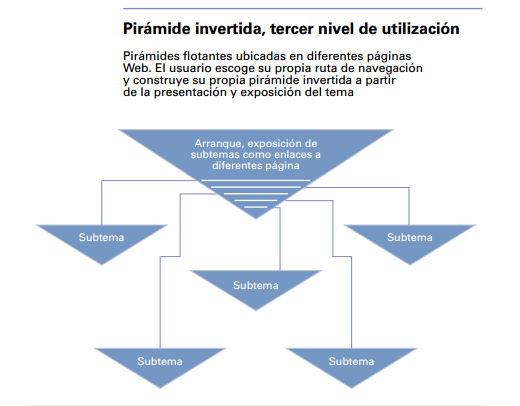 Pirámide invertida, tercer nivel de utilización
Pirámides flotantes ubicadas en diferentes páginas
Web. El usuario escoge su propia ruta de navegación
y construye su propia pirámide invertida a partir
de la presentación y exposición del tema
Arranque, exposición de
subtemas como enlaces a
diferentes página
Subtema
Subtema
Subtema
Subtema
Subtema